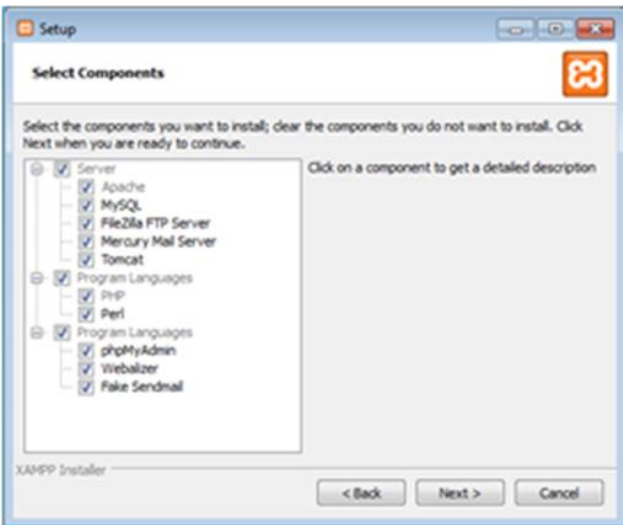 Setup
Select Components
Select the components you want to install; clear the components you do not want to install. Click
Next when you are ready to continue.
Server
Apache
MySQL
FileZilla FTP Server
Mercury Mail Server
Tomcat
Program Languages
PHP
Perl
Program Languages
phpMyAdmin
Webalizer
Fake Sendmail
Click on a component to get a detailed description
XAMPP Installer
< Back
Next >
Cancel